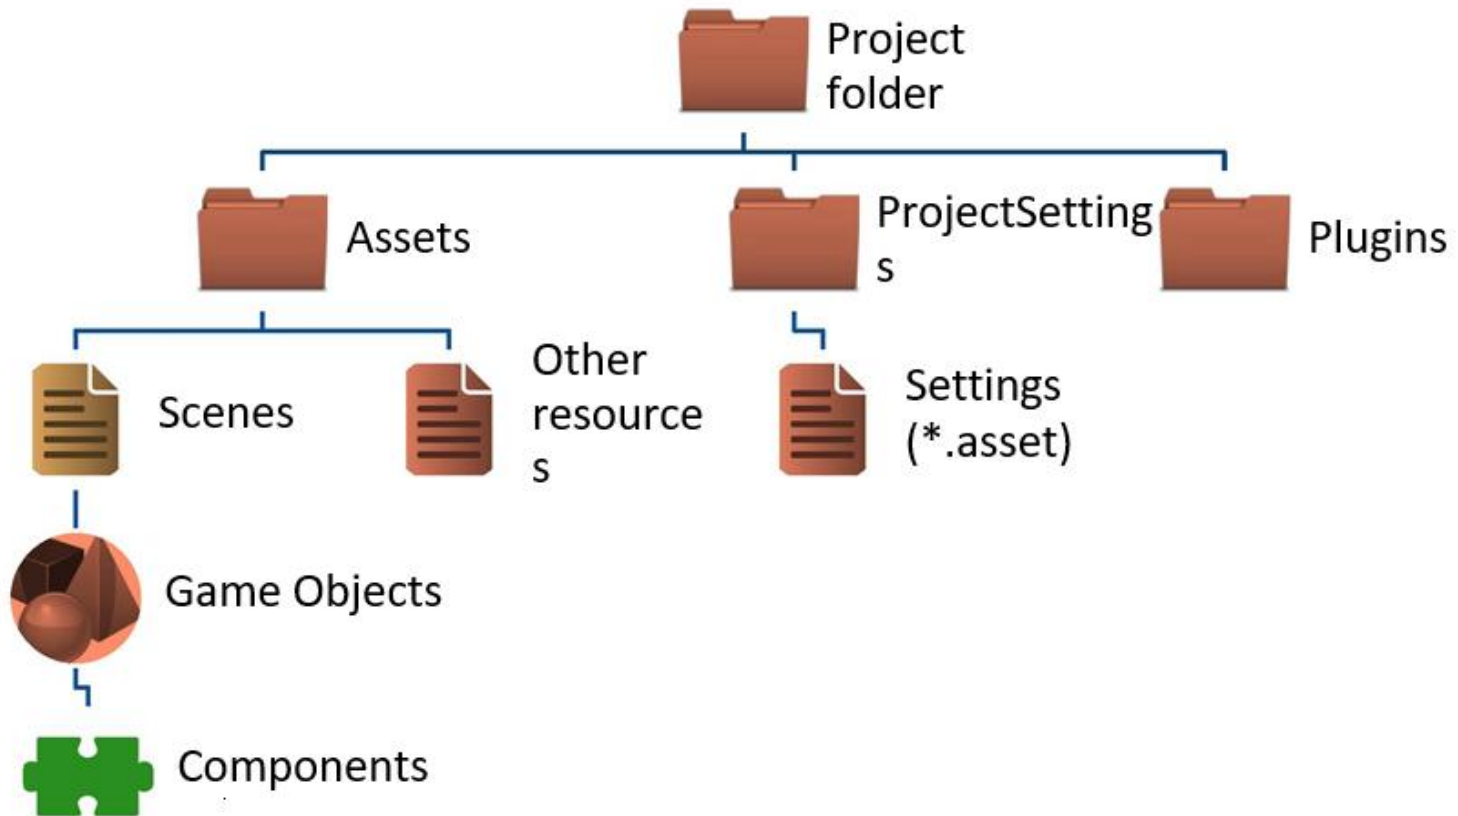 Project
folder
Assets
ProjectSetting
s
Plugins
Scenes
Other
resource
s
Settings
(*.asset)
Game Objects
Components